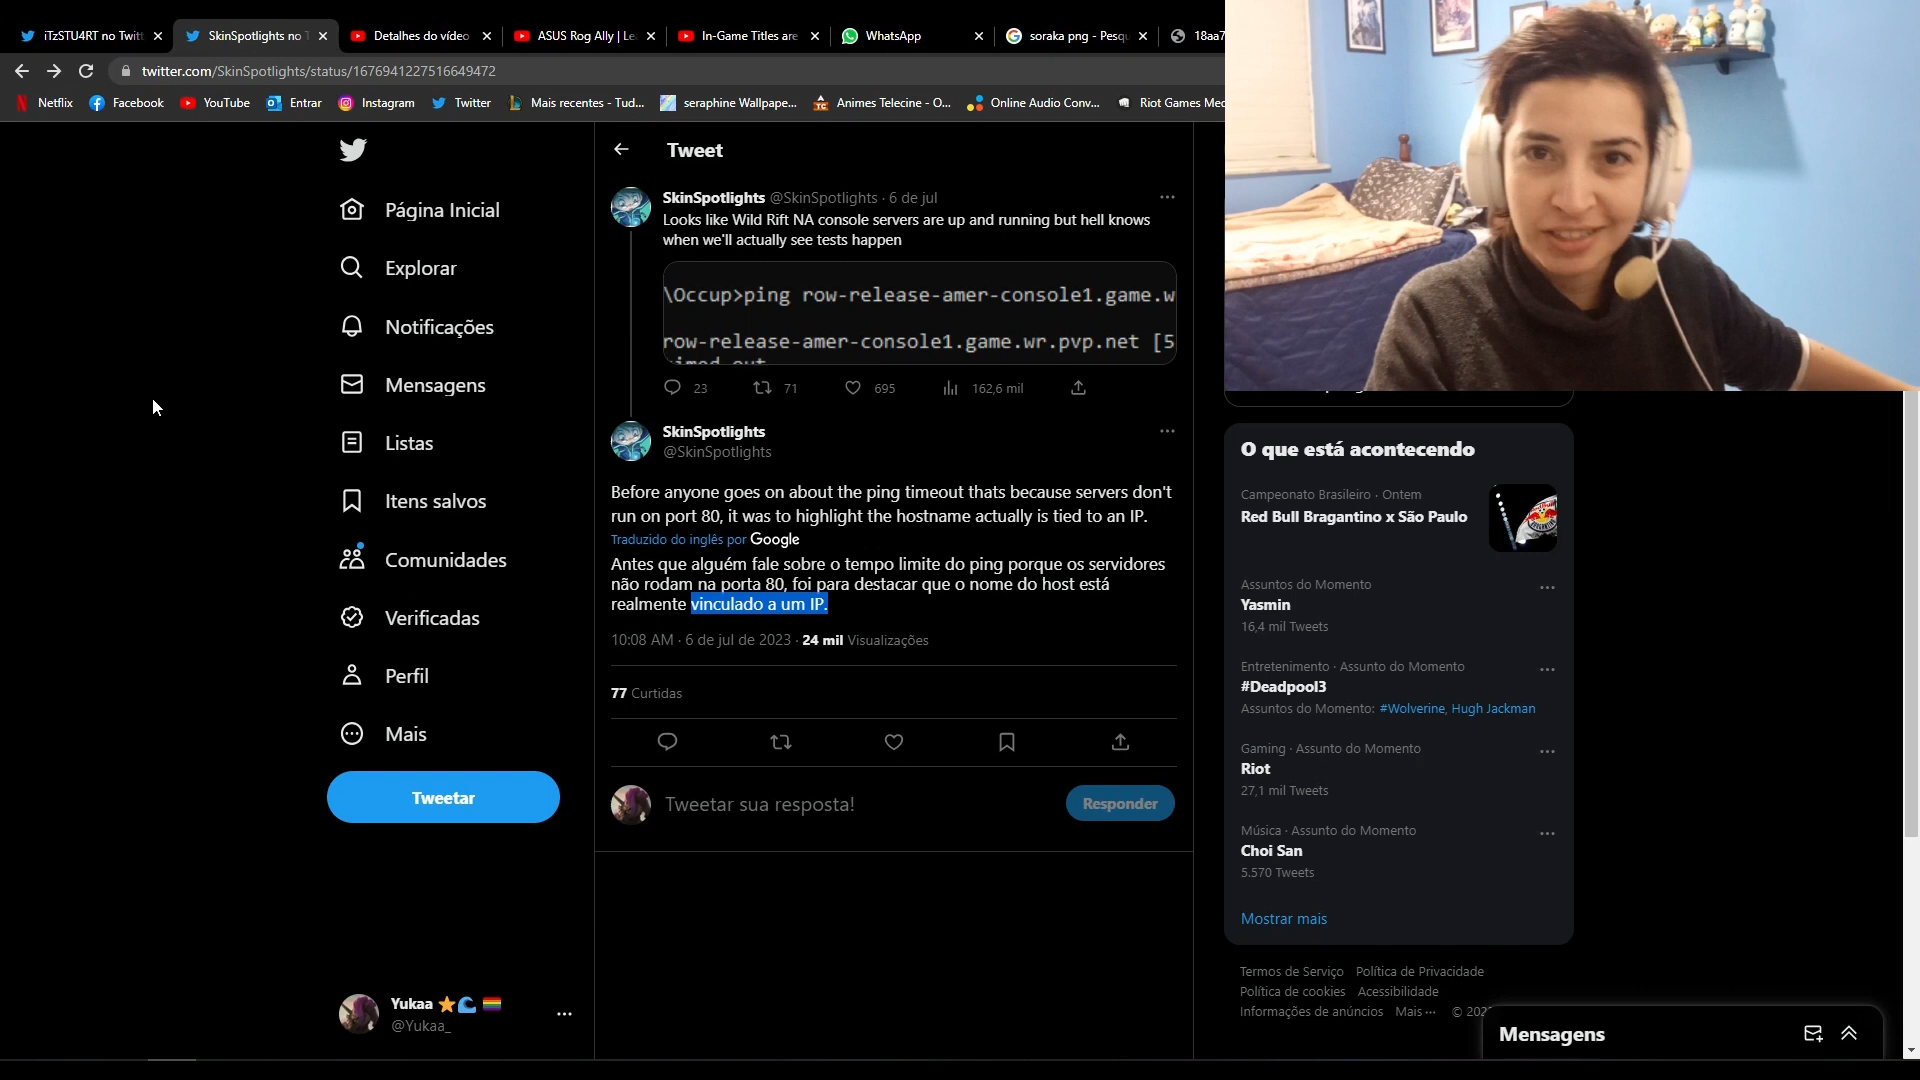 iTzSTU4RT no Twitt
SkinSpotlights no T
Detalhes do vídeo
ASUS Rog Ally | Le
In-Game Titles are
WhatsApp
soraka png - Pesqu
18aa7
twitter.com/SkinSpotlights/status/1676941227516649472
Netflix
Facebook
YouTube
Entrar
Instagram
Twitter
Mais recentes - Tud...
seraphine Wallpape...
Animes Telecine - O...
Online Audio Conv...
Riot Games Med
Página Inicial
Explorar
Notificações
Mensagens
Listas
Itens salvos
Comunidades
Verificadas
Perfil
Mais
Tweetar
Yukaa
@Yukaa_
Tweet
SkinSpotlights @SkinSpotlights · 6 de jul
Looks like Wild Rift NA console servers are up and running but hell knows
when we'll actually see tests happen
\Occup>ping row-release-amer-console1.game.w
row-release-amer-console1.game.wr.pvp.net [5
23 71 695 162,6 mil
SkinSpotlights
@SkinSpotlights
Before anyone goes on about the ping timeout thats because servers don't
run on port 80, it was to highlight the hostname actually is tied to an IP.
Traduzido do inglês por Google
Antes que alguém fale sobre o tempo limite do ping porque os servidores
não rodam na porta 80, foi para destacar que o nome do host está
realmente vinculado a um IP.
10:08 AM · 6 de jul de 2023 · 24 mil Visualizações
77 Curtidas
Tweetar sua resposta!
Responder
O que está acontecendo
Campeonato Brasileiro · Ontem
Red Bull Bragantino x São Paulo
Assuntos do Momento
Yasmin
16,4 mil Tweets
Entretenimento · Assunto do Momento
#Deadpool3
Assuntos do Momento: #Wolverine, Hugh Jackman
Gaming · Assunto do Momento
Riot
27,1 mil Tweets
Música · Assunto do Momento
Choi San
5.570 Tweets
Mostrar mais
Termos de Serviço Política de Privacidade
Política de cookies Acessibilidade
Informações de anúncios Mais ··· © 202
Mensagens